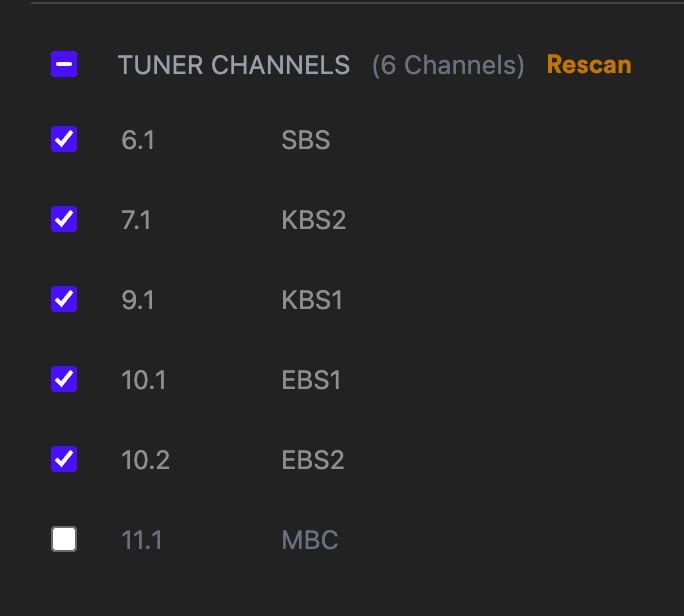 TUNER CHANNELS (6 Channels) Rescan
6.1 SBS
7.1 KBS2
9.1 KBS1
10.1 EBS1
10.2 EBS2
11.1 MBC